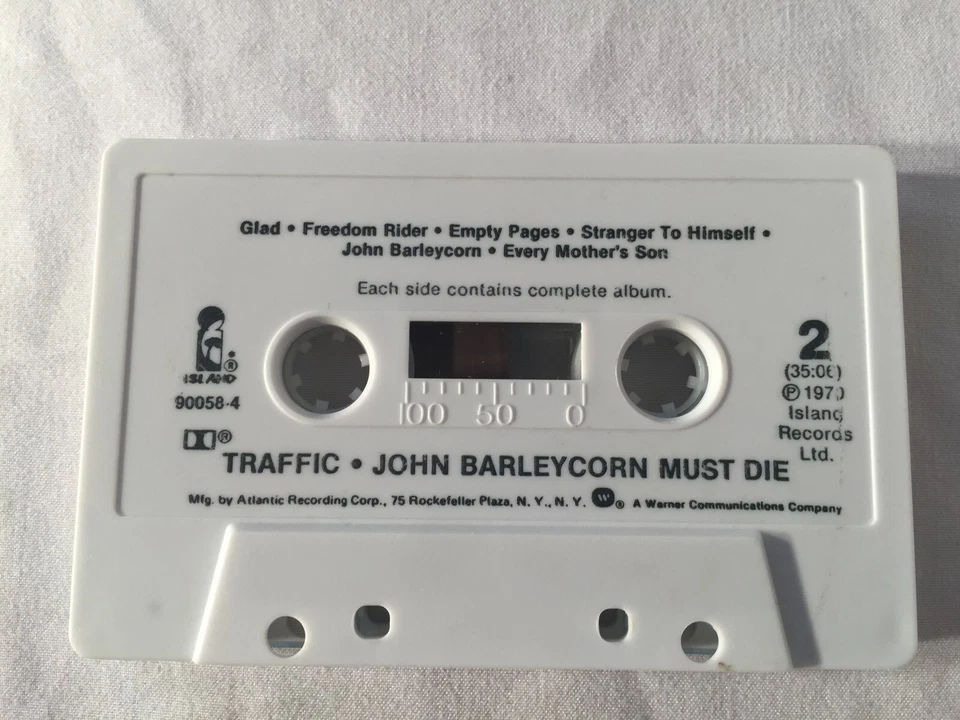 Glad • Freedom Rider • Empty Pages • Stranger To Himself •
John Barleycorn • Every Mother's Son
Each side contains complete album.
ISLAND®
90058-4
2
(35:06)
℗ 1970
Island
Records
Ltd.
100 50 0
®
TRAFFIC • JOHN BARLEYCORN MUST DIE
Mfg. by Atlantic Recording Corp., 75 Rockefeller Plaza, N. Y., N. Y. W® A Warner Communications Company